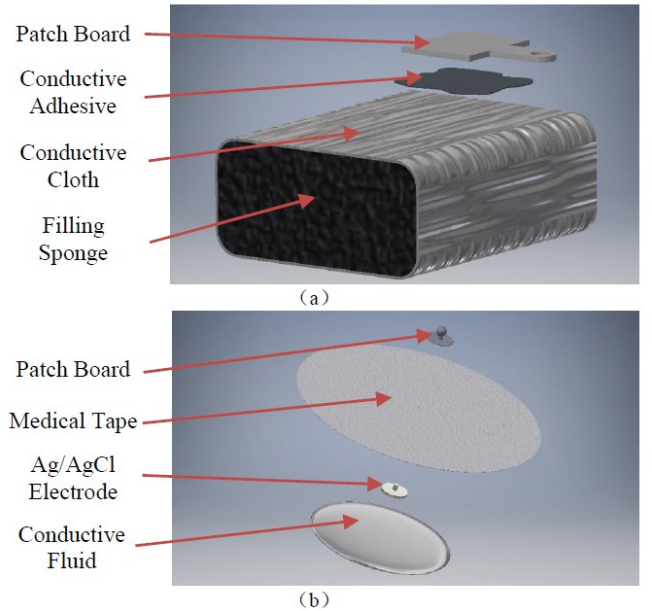 Patch Board
Conductive
Adhesive
Conductive
Cloth
Filling
Sponge
（a）
Patch Board
Medical Tape
Ag/AgCl
Electrode
Conductive
Fluid
（b）